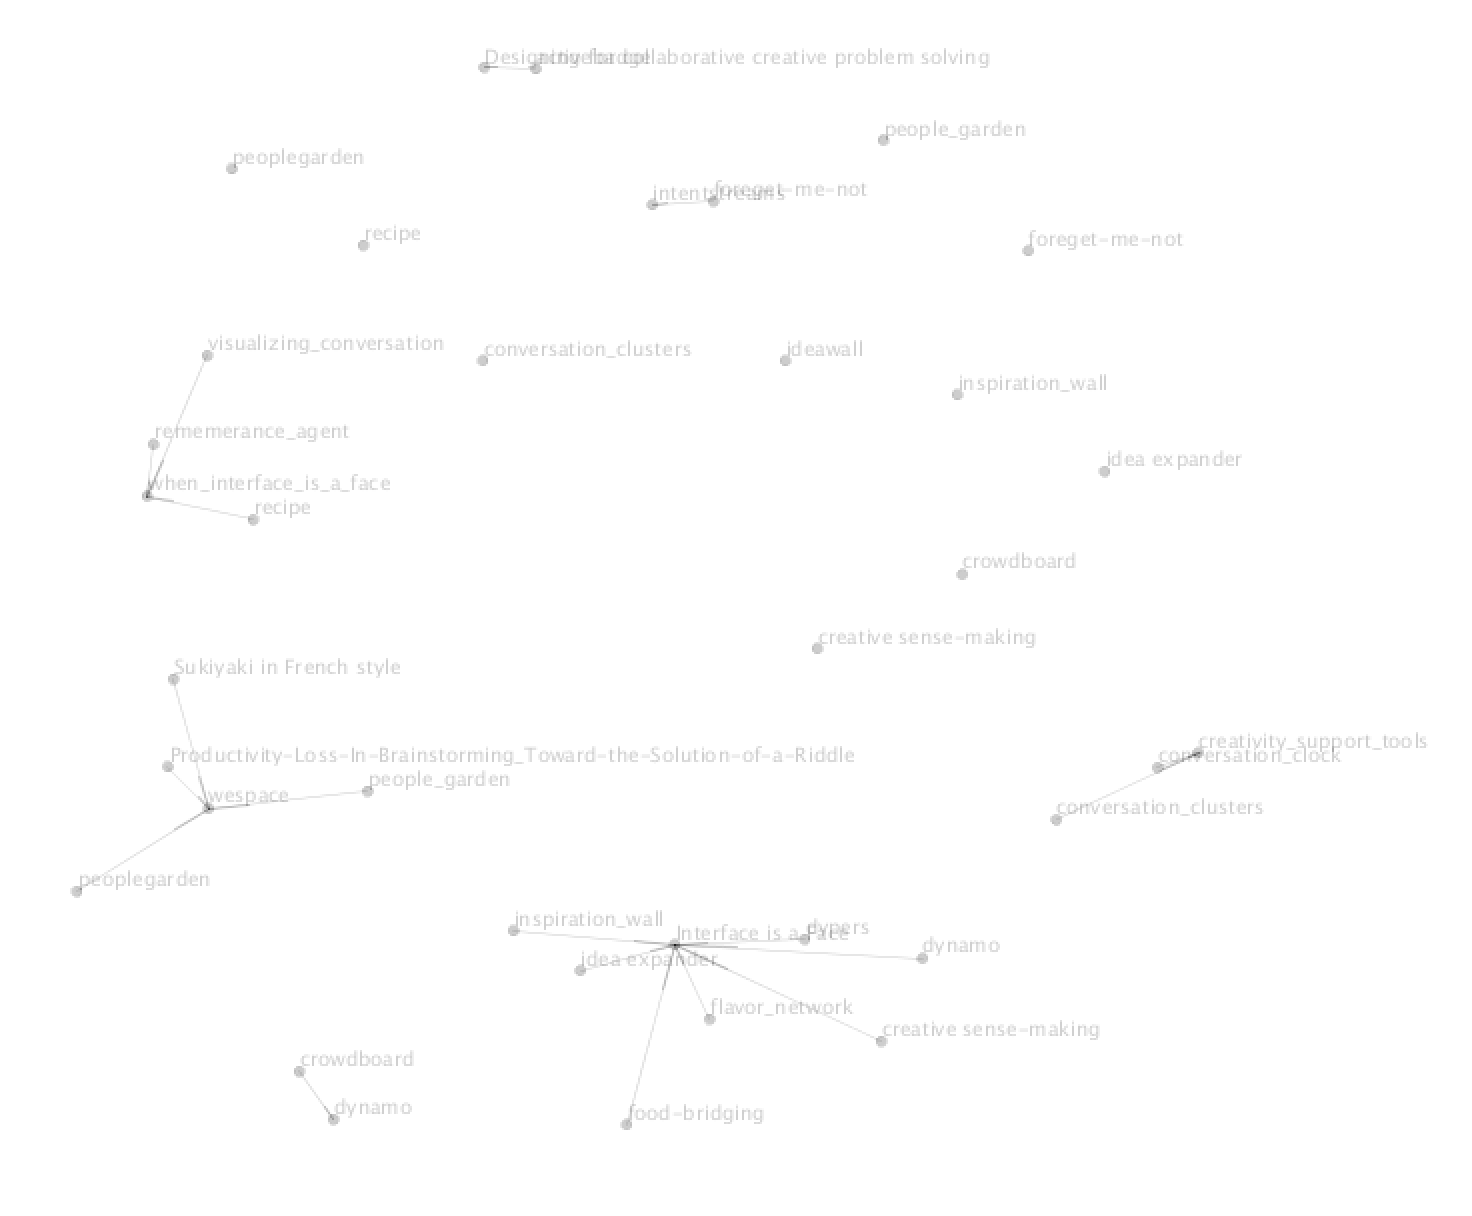 Designing for collaborative creative problem solving
activebadge
people_garden
peoplegarden
intentstreams
foreget-me-not
recipe
foreget-me-not
visualizing_conversation
conversation_clusters
ideawall
inspiration_wall
rememerance_agent
idea expander
when_interface_is_a_face
recipe
crowdboard
creative sense-making
Sukiyaki in French style
creativity_support_tools
Productivity-Loss-In-Brainstorming_Toward-the-Solution-of-a-Riddle
conversation_clock
people_garden
wespace
conversation_clusters
peoplegarden
inspiration_wall
dypers
Interface is a Face
dynamo
idea expander
flavor_network
creative sense-making
crowdboard
dynamo
food-bridging